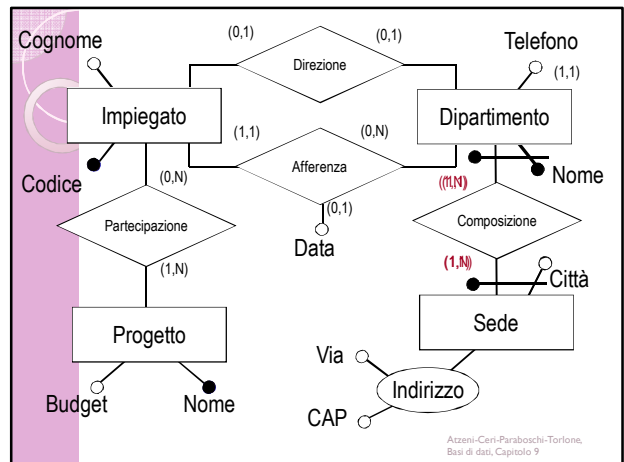 (0,1)
(0,1)
Cognome
Telefono
Direzione
(1,1)
Impiegato
Dipartimento
(1,1)
(0,N)
Afferenza
Codice
(0,N)
Nome
(0,1)
Partecipazione
Composizione
Data
(1,N)
Città
Progetto
Sede
Via
Indirizzo
CAP
Budget
Nome
Atzeni-Ceri-Paraboschi-Torlone,
Basi di dati, Capitolo 9